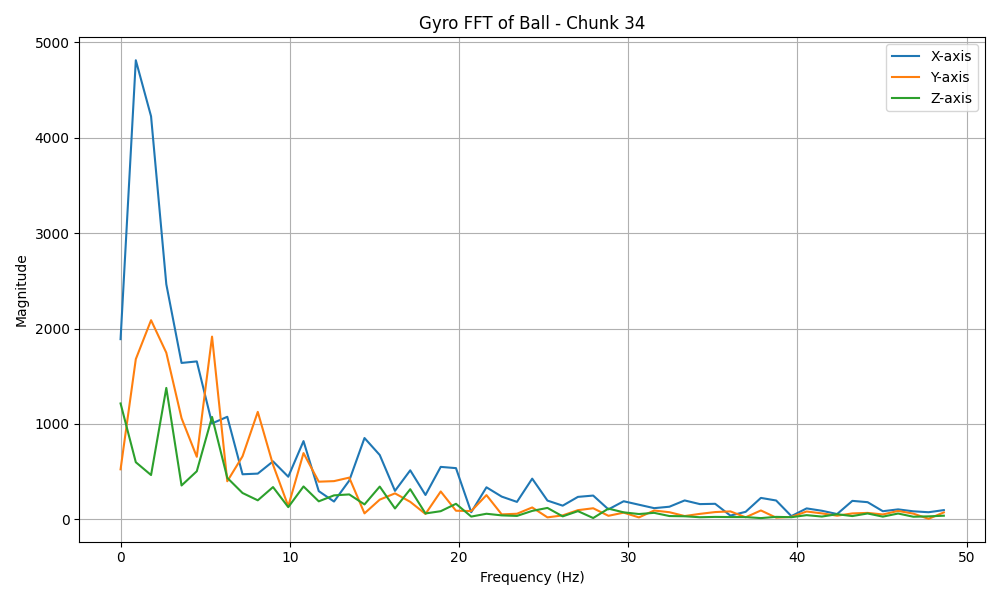 Gyro FFT of Ball - Chunk 34
X-axis
Y-axis
Z-axis
5000
4000
3000
2000
1000
0
Magnitude
0 10 20 30 40 50
Frequency (Hz)